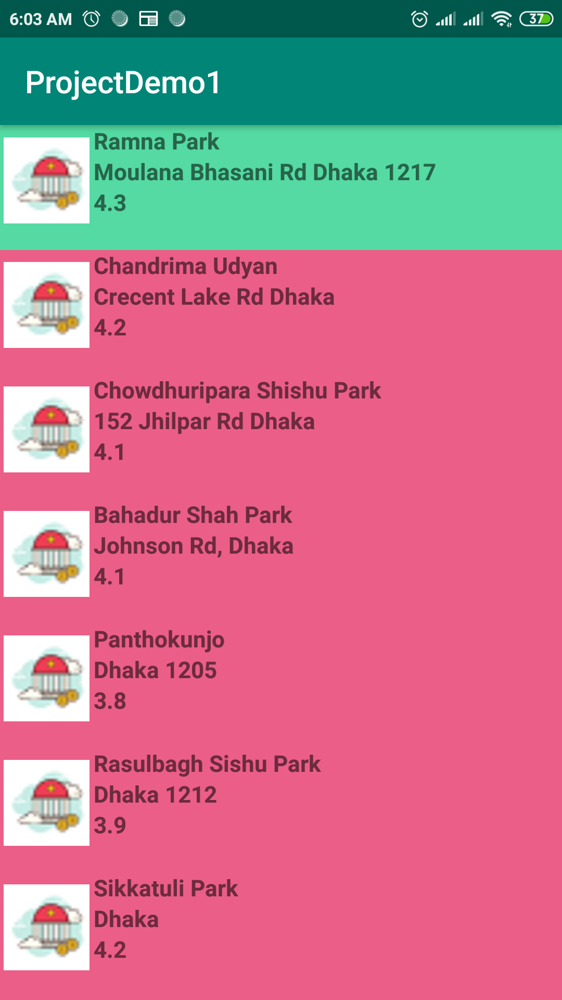 6:03 AM
37
ProjectDemo1
Ramna Park
Moulana Bhasani Rd Dhaka 1217
4.3
Chandrima Udyan
Crecent Lake Rd Dhaka
4.2
Chowdhuripara Shishu Park
152 Jhilpar Rd Dhaka
4.1
Bahadur Shah Park
Johnson Rd, Dhaka
4.1
Panthokunjo
Dhaka 1205
3.8
Rasulbagh Sishu Park
Dhaka 1212
3.9
Sikkatuli Park
Dhaka
4.2